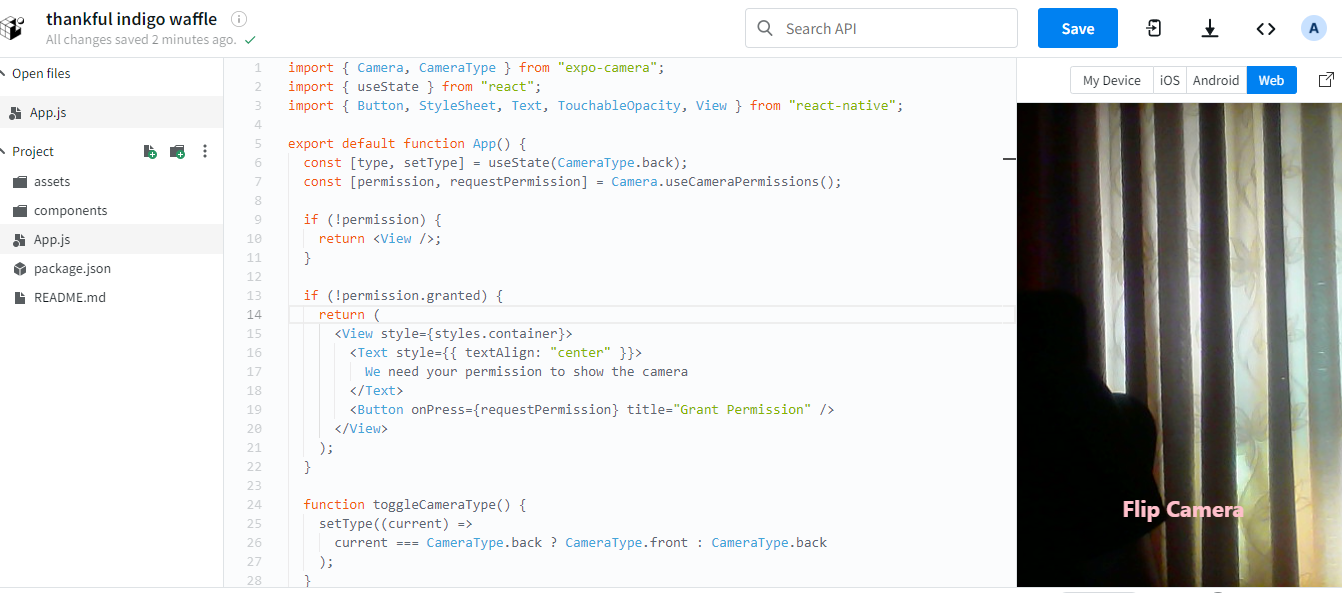 thankful indigo waffle
All changes saved 2 minutes ago.
Search API
Save
A
Open files
App.js
Project
assets
components
App.js
package.json
README.md
1 import { Camera, CameraType } from "expo-camera";
2 import { useState } from "react";
3 import { Button, StyleSheet, Text, TouchableOpacity, View } from "react-native";
4
5 export default function App() {
6 const [type, setType] = useState(CameraType.back);
7 const [permission, requestPermission] = Camera.useCameraPermissions();
8
9 if (!permission) {
10 return <View />;
11 }
12
13 if (!permission.granted) {
14 return (
15 <View style={styles.container}>
16 <Text style={{ textAlign: "center" }}>
17 We need your permission to show the camera
18 </Text>
19 <Button onPress={requestPermission} title="Grant Permission" />
20 </View>
21 );
22 }
23
24 function toggleCameraType() {
25 setType((current) =>
26 current === CameraType.back ? CameraType.front : CameraType.back
27 );
28 }
My Device iOS Android Web
Flip Camera